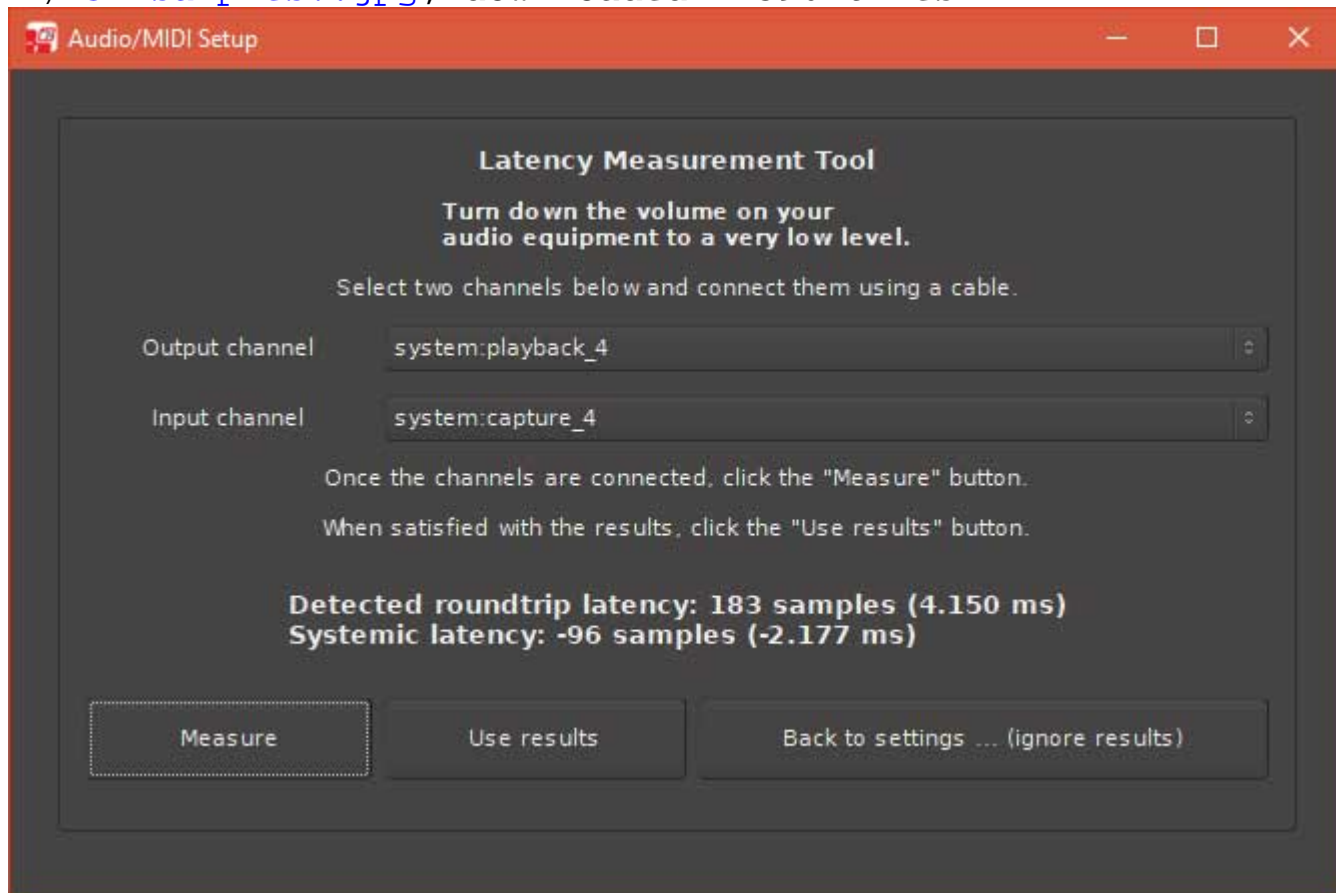 Audio/MIDI Setup
Latency Measurement Tool
Turn down the volume on your
audio equipment to a very low level.
Select two channels below and connect them using a cable.
Output channel system:playback_4
Input channel system:capture_4
Once the channels are connected, click the "Measure" button.
When satisfied with the results, click the "Use results" button.
Detected roundtrip latency: 183 samples (4.150 ms)
Systemic latency: -96 samples (-2.177 ms)
Measure Use results Back to settings ... (ignore results)